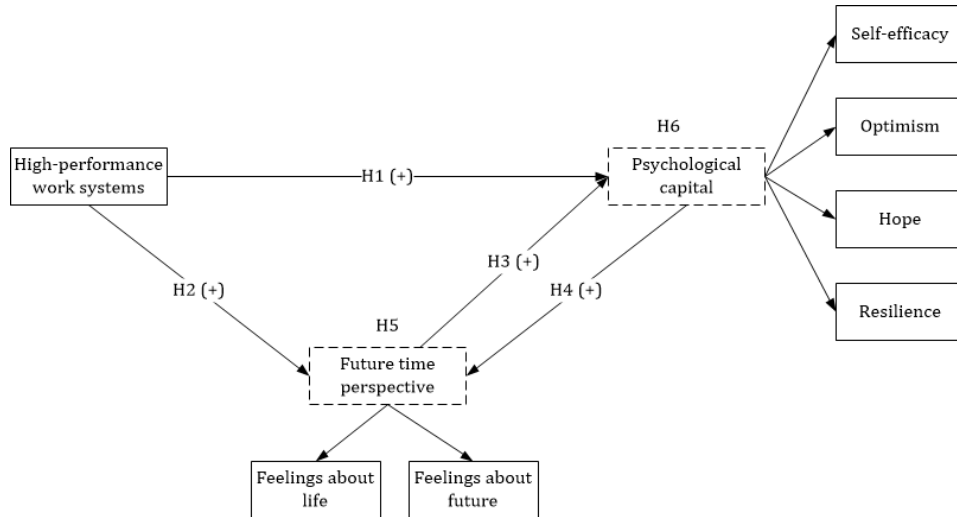 Self-efficacy
Optimism
H6
High-performance
work systems
H1 (+)
Psychological
capital
Hope
H3 (+)
H2 (+)
H4 (+)
Resilience
H5
Future time
perspective
Feelings about
life
Feelings about
future